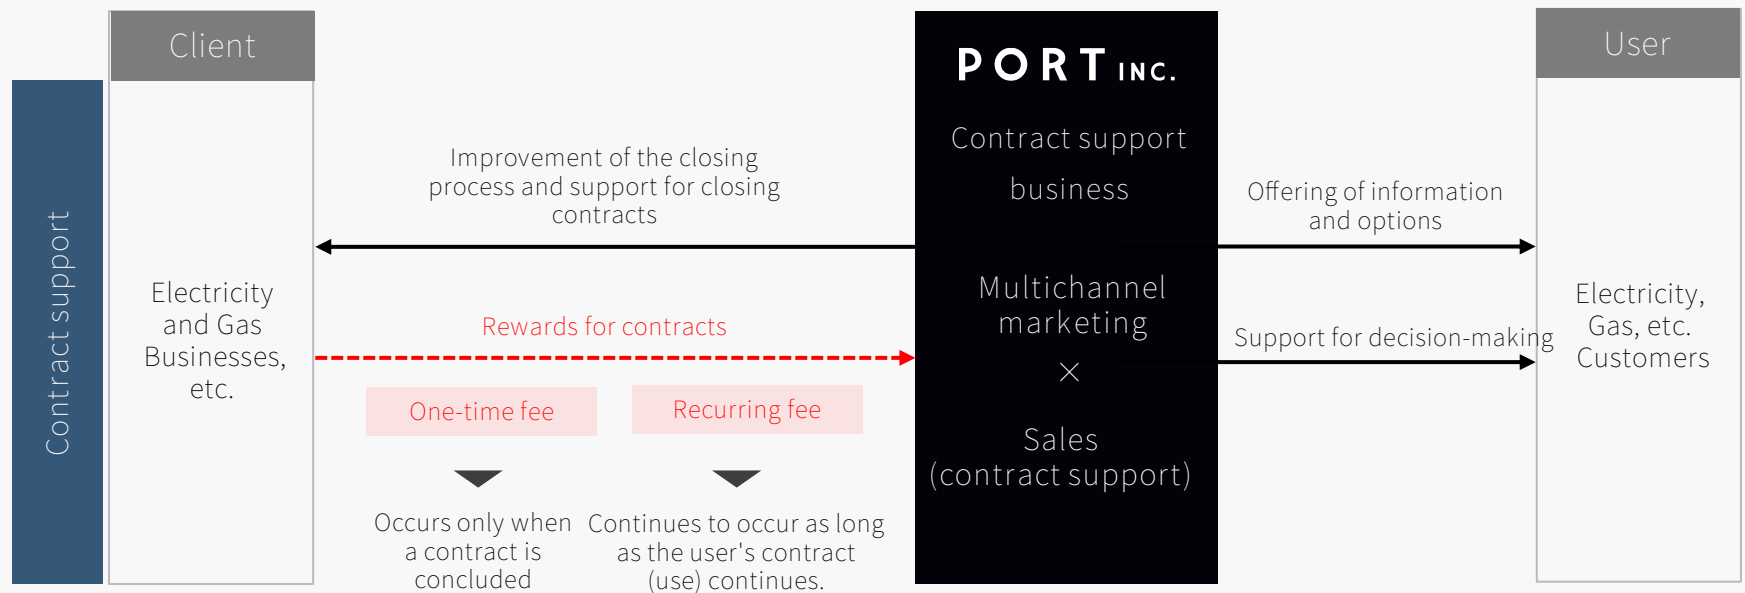 Contract support
Client
Electricity
and Gas
Businesses,
etc.
Improvement of the closing
process and support for closing
contracts
Rewards for contracts
One-time fee
Recurring fee
Occurs only when
a contract is
concluded
Continues to occur as long
as the user's contract
(use) continues.
PORT INC.
Contract support
business
Multichannel
marketing
×
Sales
(contract support)
Offering of information
and options
Support for decision-making
User
Electricity,
Gas, etc.
Customers